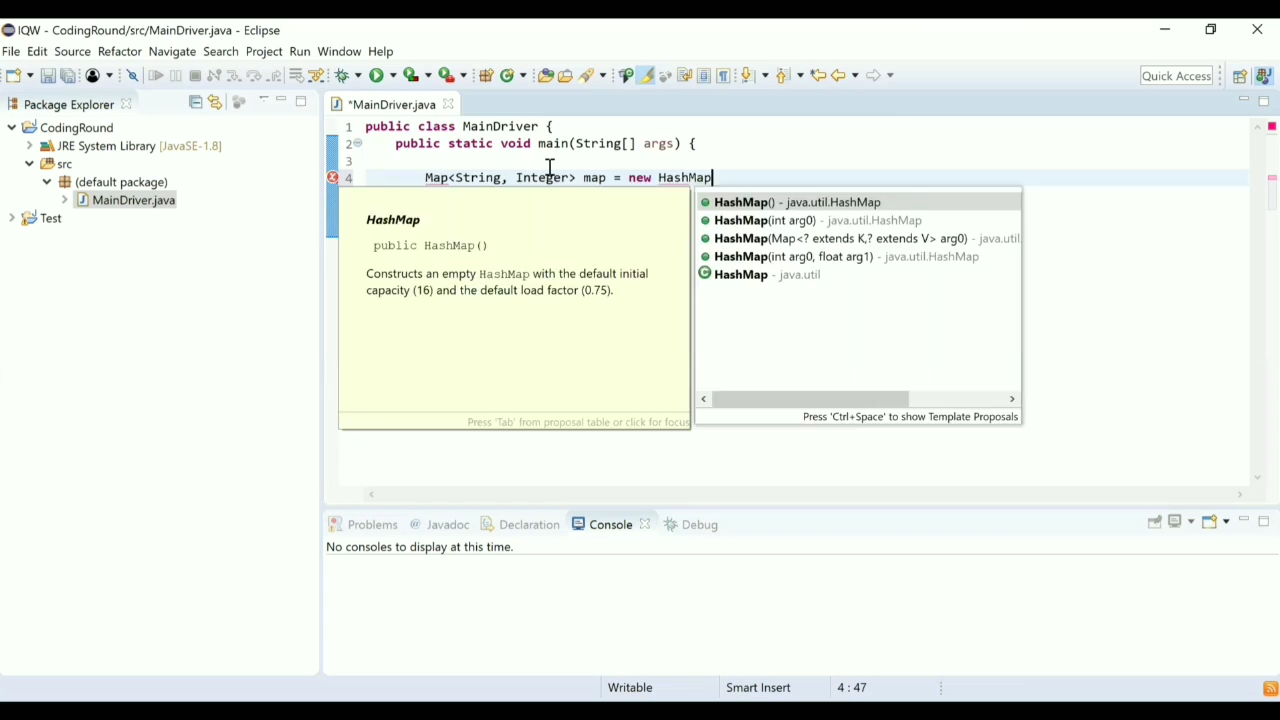 IQW - CodingRound/src/MainDriver.java - Eclipse
File Edit Source Refactor Navigate Search Project Run Window Help
Quick Access
Package Explorer
CodingRound
JRE System Library [JavaSE-1.8]
src
(default package)
MainDriver.java
Test
*MainDriver.java
1 public class MainDriver {
2 public static void main(String[] args) {
3
4 Map<String, Integer> map = new HashMap
HashMap
public HashMap()
Constructs an empty HashMap with the default initial
capacity (16) and the default load factor (0.75).
Press 'Tab' from proposal table or click for focus
HashMap() - java.util.HashMap
HashMap(int arg0) - java.util.HashMap
HashMap(Map<? extends K,? extends V> arg0) - java.util
HashMap(int arg0, float arg1) - java.util.HashMap
HashMap - java.util
Press 'Ctrl+Space' to show Template Proposals
Problems @ Javadoc Declaration Console Debug
No consoles to display at this time.
Writable Smart Insert 4 : 47